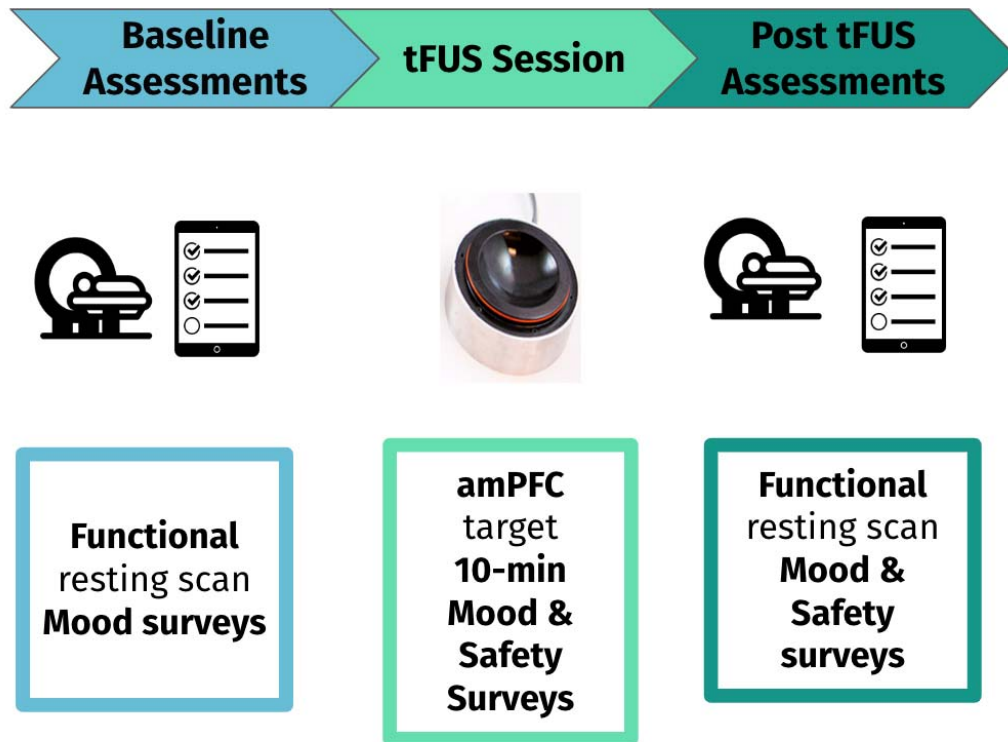 Baseline
Assessments
tFUS Session
Post tFUS
Assessments
Functional
resting scan
Mood surveys
amPFC
target
10-min
Mood &
Safety
Surveys
Functional
resting scan
Mood &
Safety
surveys